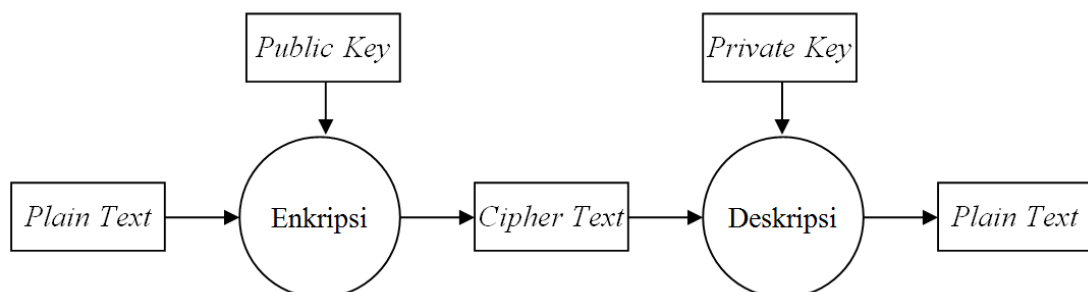 Public Key
Private Key
Plain Text
Enkripsi
Cipher Text
Deskripsi
Plain Text